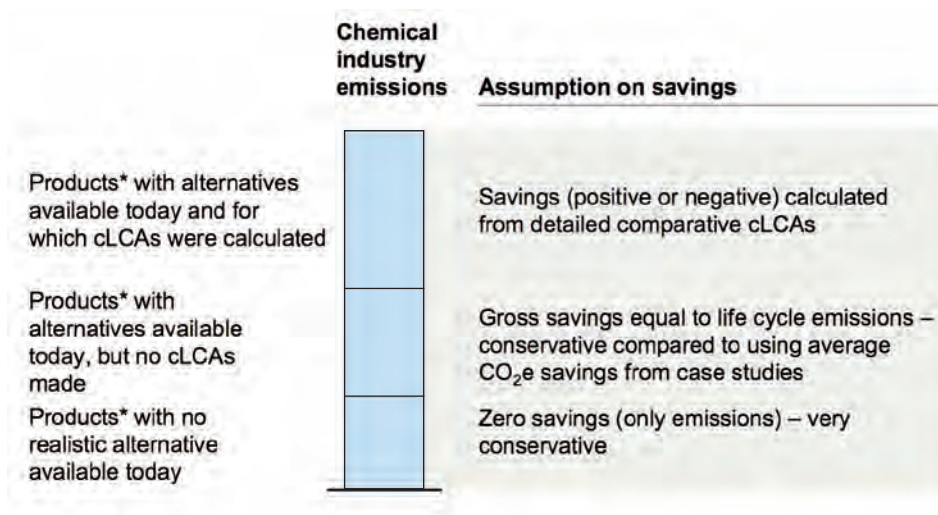 Chemical
industry
emissions
Assumption on savings
Products* with alternatives
available today and for
which cLCAs were calculated
Savings (positive or negative) calculated
from detailed comparative cLCAs
Products* with
alternatives available
today, but no cLCAs
made
Gross savings equal to life cycle emissions –
conservative compared to using average
CO₂e savings from case studies
Products* with no
realistic alternative
available today
Zero savings (only emissions) – very
conservative